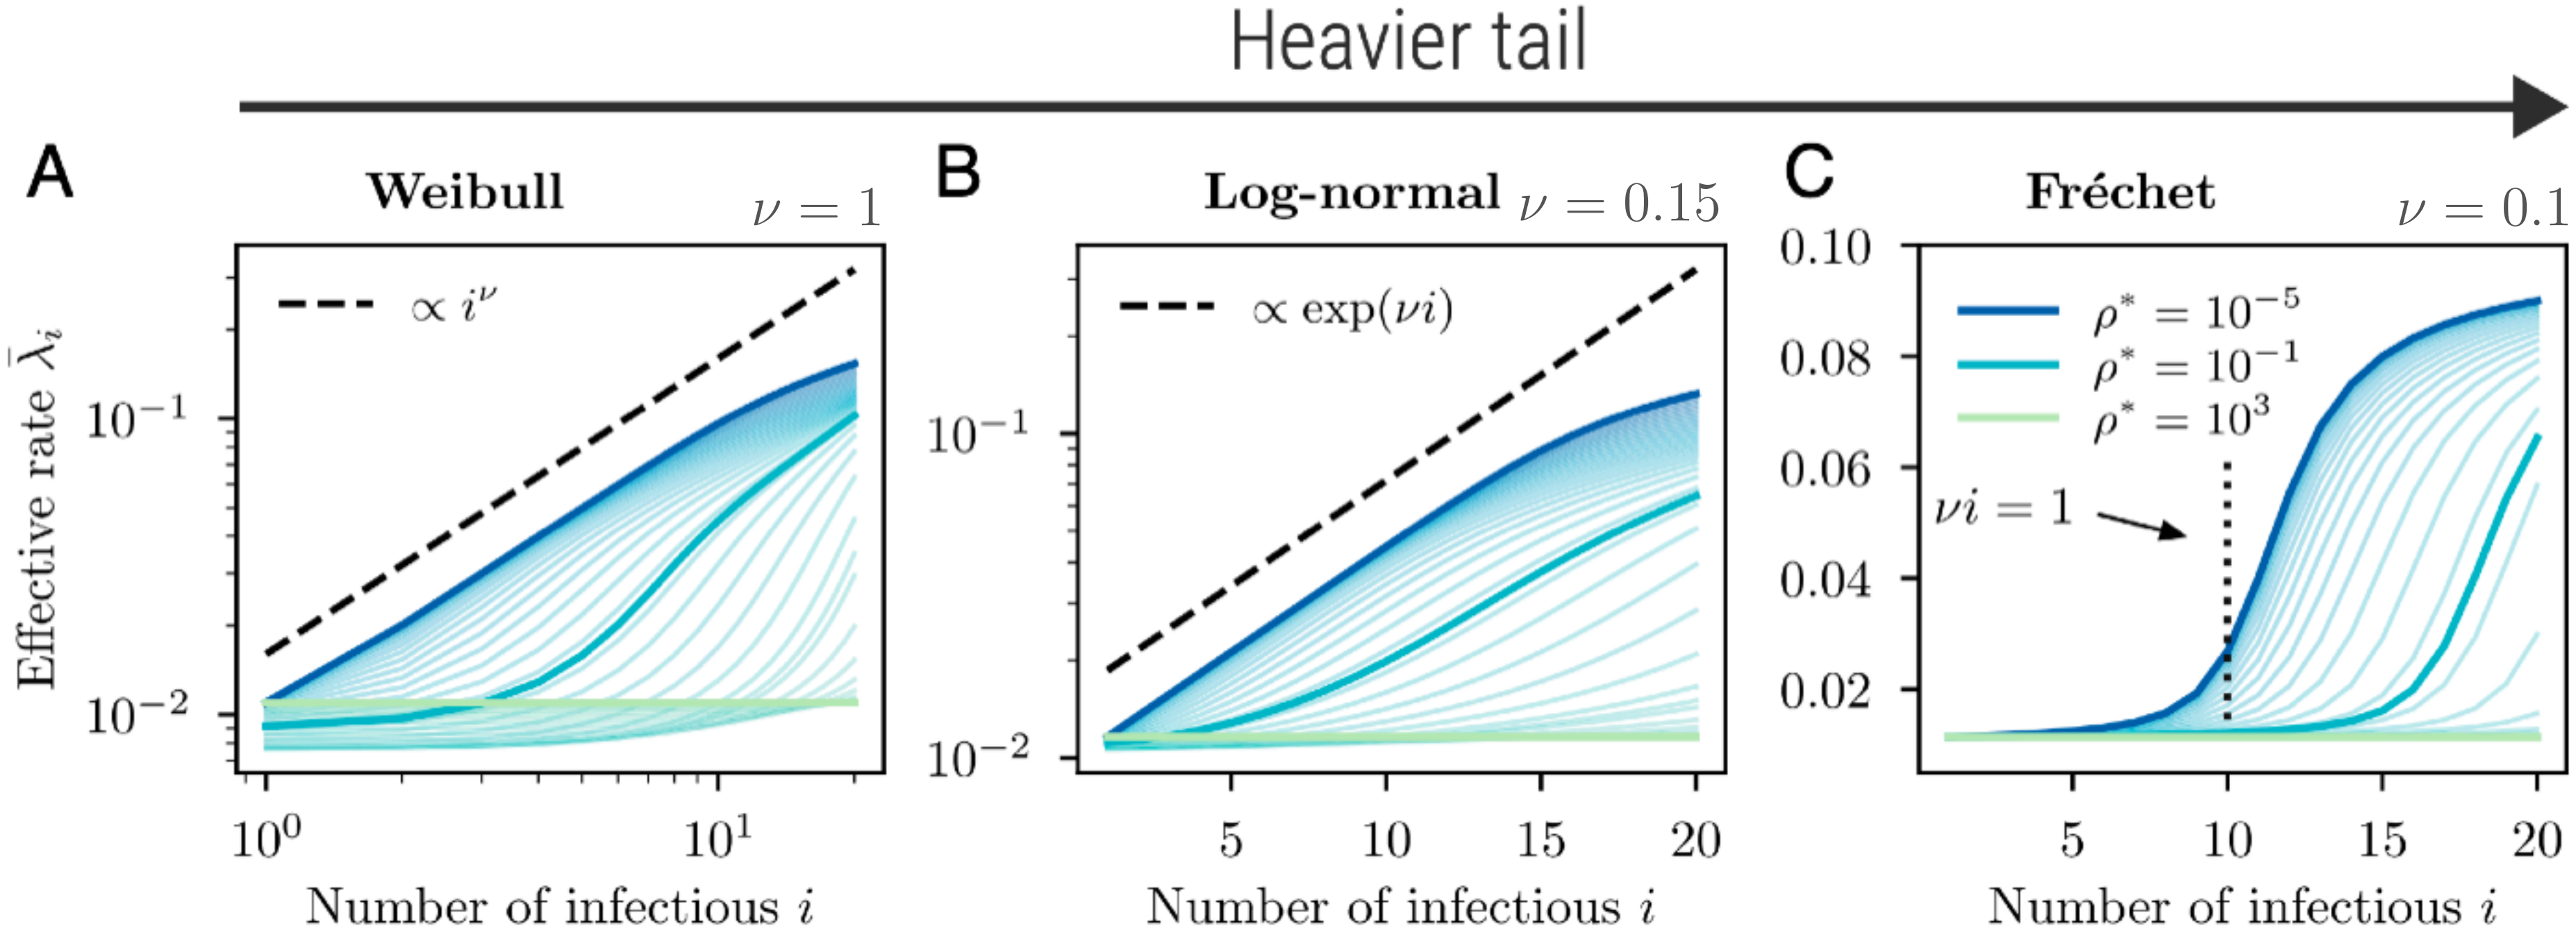 Heavier tail
A
Weibull
ν = 1
∝ i^ν
Effective rate λ̄_i
10^−1
10^−2
10^0
10^1
Number of infectious i
B
Log-normal
ν = 0.15
∝ exp(νi)
10^−1
10^−2
5
10
15
20
Number of infectious i
C
Fréchet
ν = 0.1
0.10
0.08
0.06
0.04
0.02
ρ* = 10^−5
ρ* = 10^−1
ρ* = 10^3
νi = 1
5
10
15
20
Number of infectious i